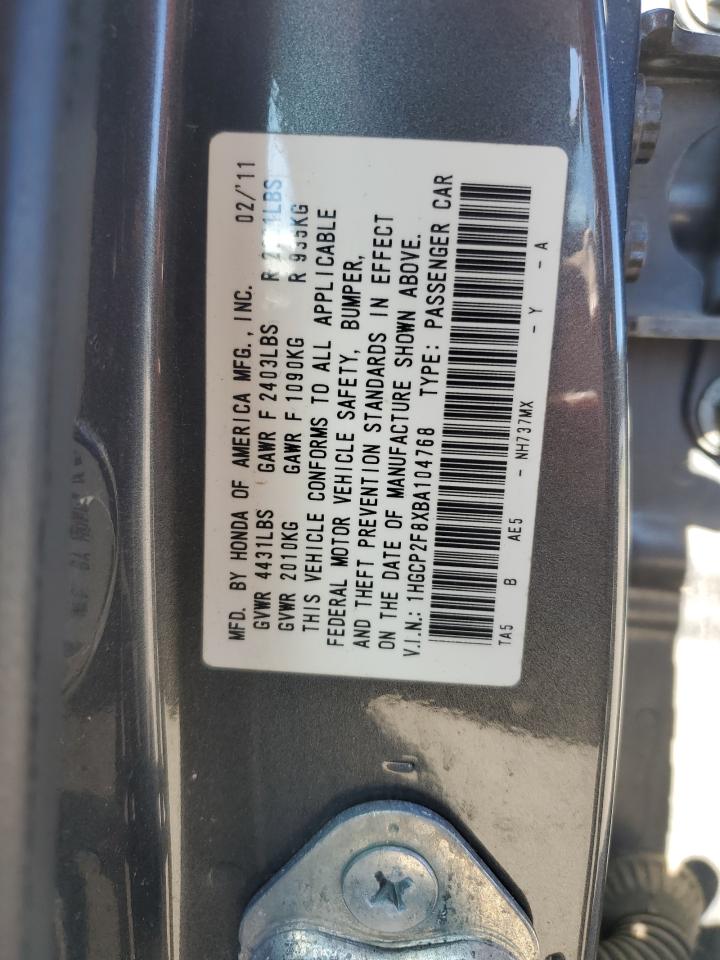 MFD. BY HONDA OF AMERICA MFG., INC. 02/'11
GVWR 4431LBS GAWR F 2403LBS R
GVWR 2010KG GAWR F 1090KG R 935KG
THIS VEHICLE CONFORMS TO ALL APPLICABLE
FEDERAL MOTOR VEHICLE SAFETY, BUMPER,
AND THEFT PREVENTION STANDARDS IN EFFECT
ON THE DATE OF MANUFACTURE SHOWN ABOVE.
V.I.N.: 1HGCP2F8XBA104768 TYPE: PASSENGER CAR
TA5 B AE5 - NH737MX - Y - A